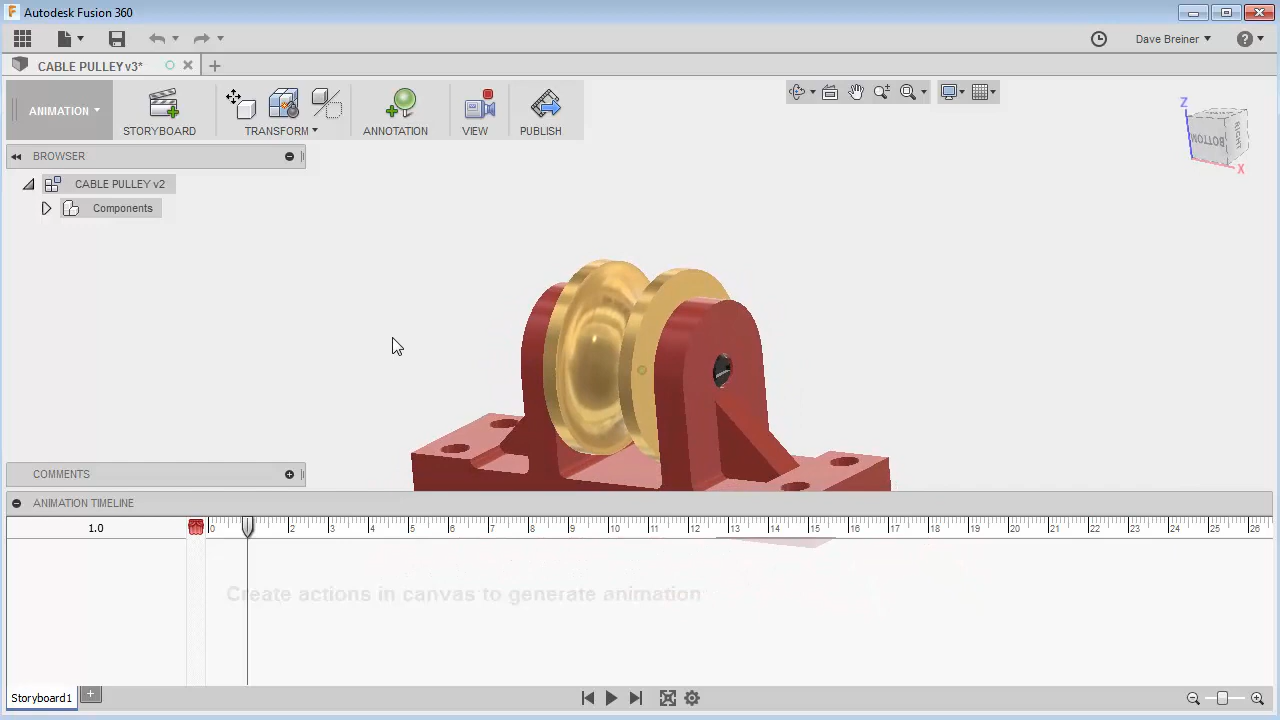 Autodesk Fusion 360
Dave Breiner
CABLE PULLEY v3*
ANIMATION
STORYBOARD
TRANSFORM
ANNOTATION
VIEW
PUBLISH
Z
BOTTOM
RIGHT
X
BROWSER
CABLE PULLEY v2
Components
COMMENTS
ANIMATION TIMELINE
1.0
0 2 3 4 5 6 7 8 9 10 11 12 13 14 15 16 17 18 19 20 21 22 23 24 25 26
Create actions in canvas to generate animation
Storyboard1